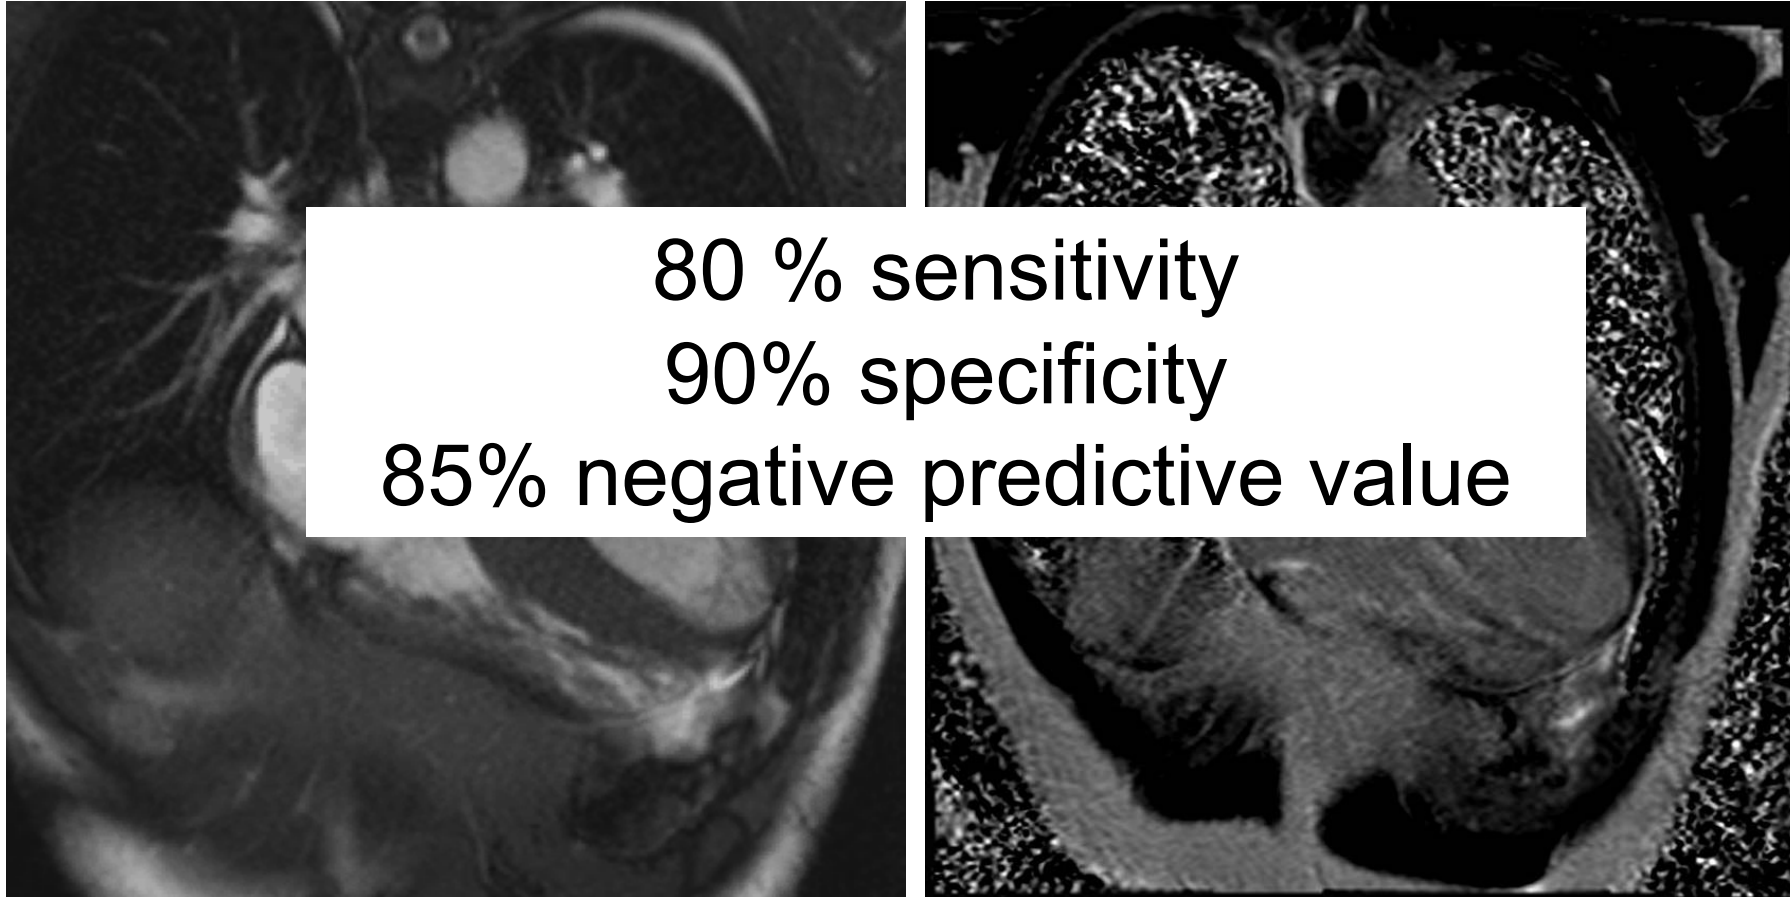 80 % sensitivity
90% specificity
85% negative predictive value